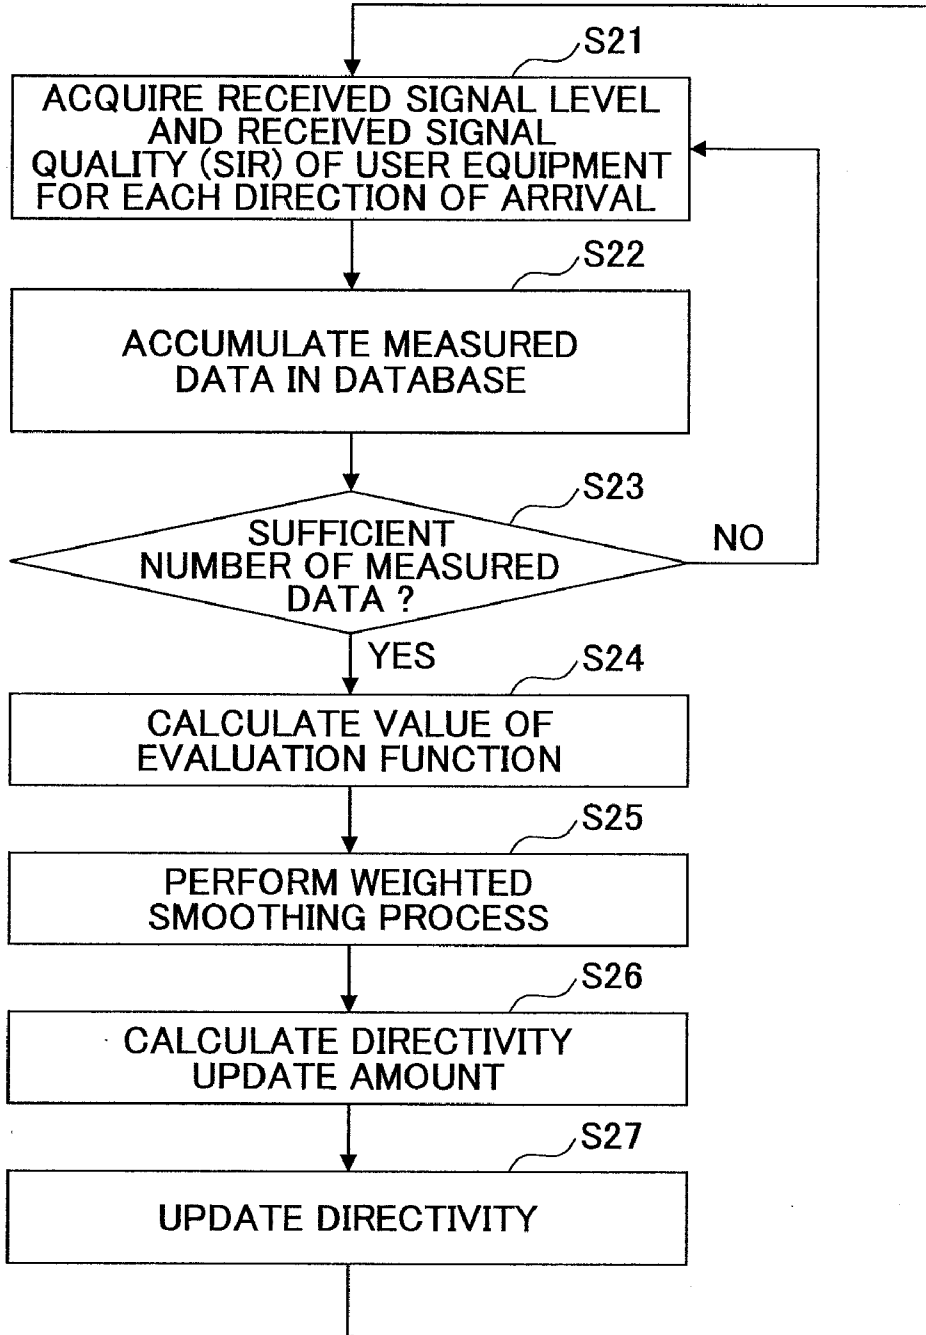 S21
ACQUIRE RECEIVED SIGNAL LEVEL
AND RECEIVED SIGNAL
QUALITY (SIR) OF USER EQUIPMENT
FOR EACH DIRECTION OF ARRIVAL
S22
ACCUMULATE MEASURED
DATA IN DATABASE
S23
SUFFICIENT
NUMBER OF MEASURED
DATA ?
NO
YES
S24
CALCULATE VALUE OF
EVALUATION FUNCTION
S25
PERFORM WEIGHTED
SMOOTHING PROCESS
S26
CALCULATE DIRECTIVITY
UPDATE AMOUNT
S27
UPDATE DIRECTIVITY